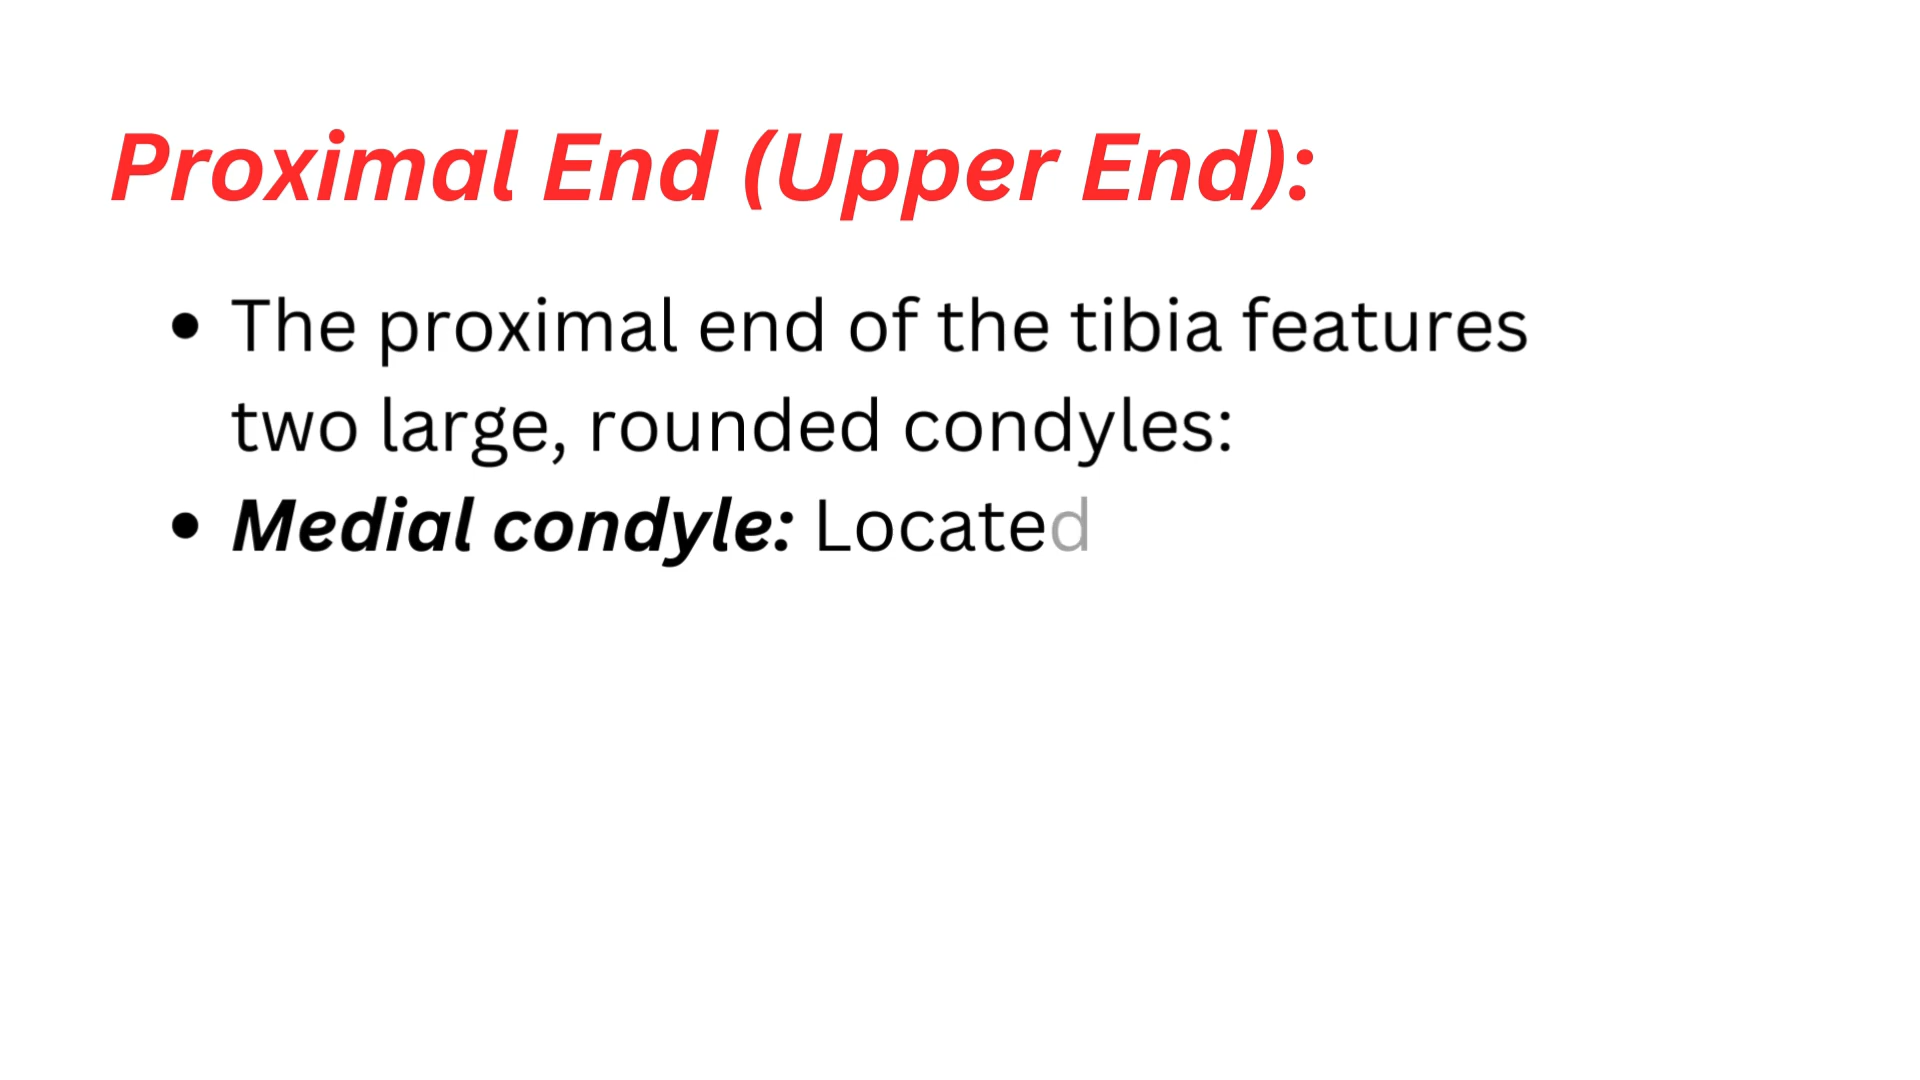 Proximal End (Upper End):
• The proximal end of the tibia features
two large, rounded condyles:
• Medial condyle: Located